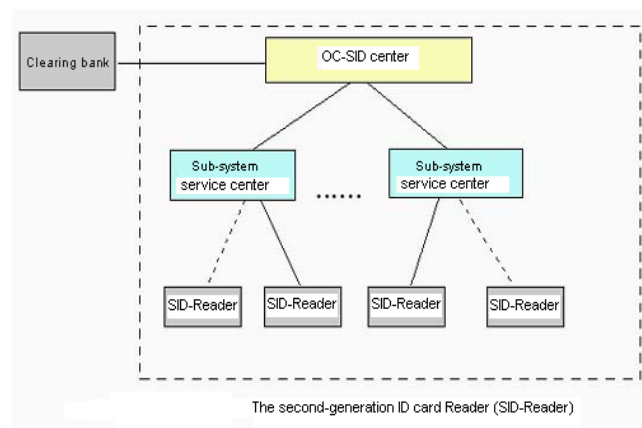 Clearing bank
OC-SID center
Sub-system
service center
......
Sub-system
service center
SID-Reader
SID-Reader
SID-Reader
SID-Reader
The second-generation ID card Reader (SID-Reader)